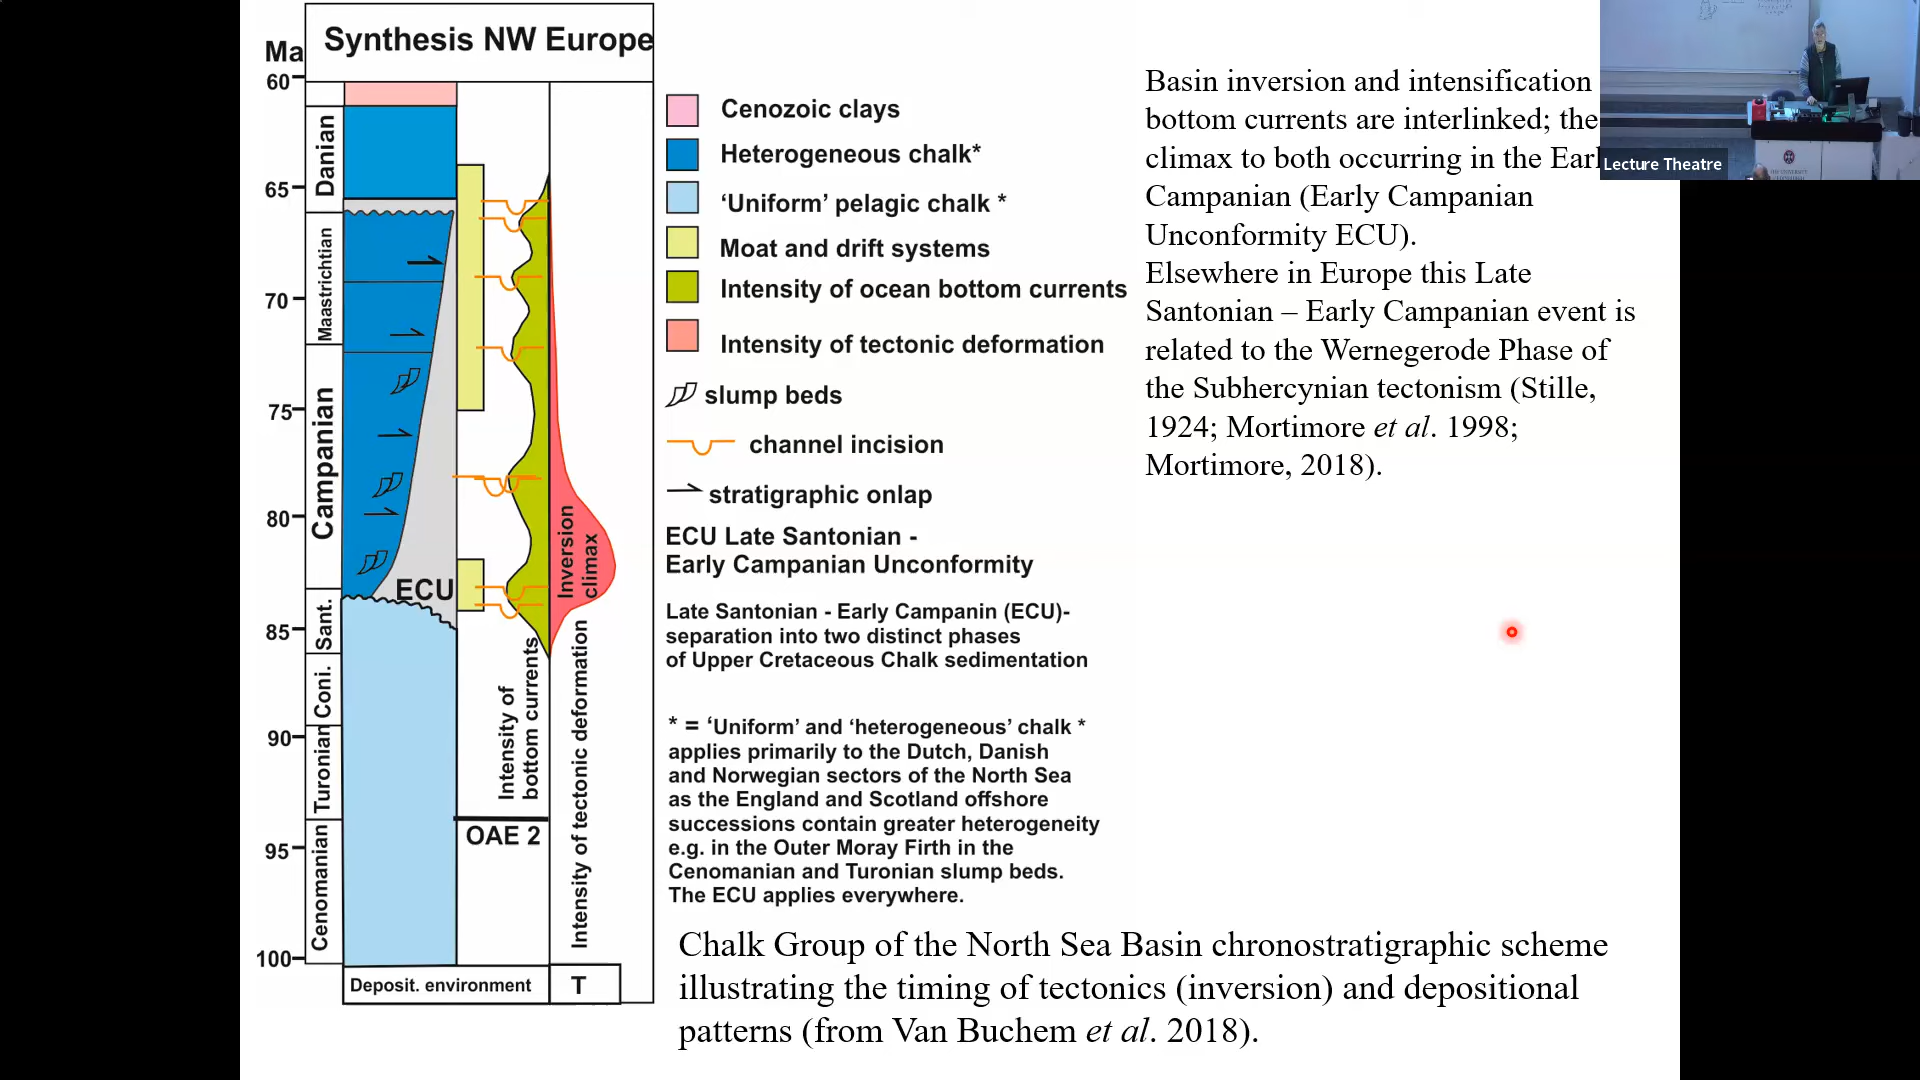 Synthesis NW Europe
Ma
60
65
70
75
80
85
90
95
100
Danian
Maastrichtian
Campanian
Sant.
Coni.
Turonian
Cenomanian
ECU
OAE 2
Intensity of
bottom currents
Inversion
climax
Intensity of tectonic deformation
Deposit. environment
T
Cenozoic clays
Heterogeneous chalk*
‘Uniform’ pelagic chalk *
Moat and drift systems
Intensity of ocean bottom currents
Intensity of tectonic deformation
slump beds
channel incision
stratigraphic onlap
ECU Late Santonian -
Early Campanian Unconformity
Late Santonian - Early Campanin (ECU)-
separation into two distinct phases
of Upper Cretaceous Chalk sedimentation
* = ‘Uniform’ and ‘heterogeneous’ chalk *
applies primarily to the Dutch, Danish
and Norwegian sectors of the North Sea
as the England and Scotland offshore
successions contain greater heterogeneity
e.g. in the Outer Moray Firth in the
Cenomanian and Turonian slump beds.
The ECU applies everywhere.
Basin inversion and intensification
bottom currents are interlinked; the
climax to both occurring in the Earl
Campanian (Early Campanian
Unconformity ECU).
Elsewhere in Europe this Late
Santonian – Early Campanian event is
related to the Wernegerode Phase of
the Subhercynian tectonism (Stille,
1924; Mortimore et al. 1998;
Mortimore, 2018).
Chalk Group of the North Sea Basin chronostratigraphic scheme
illustrating the timing of tectonics (inversion) and depositional
patterns (from Van Buchem et al. 2018).
Lecture Theatre